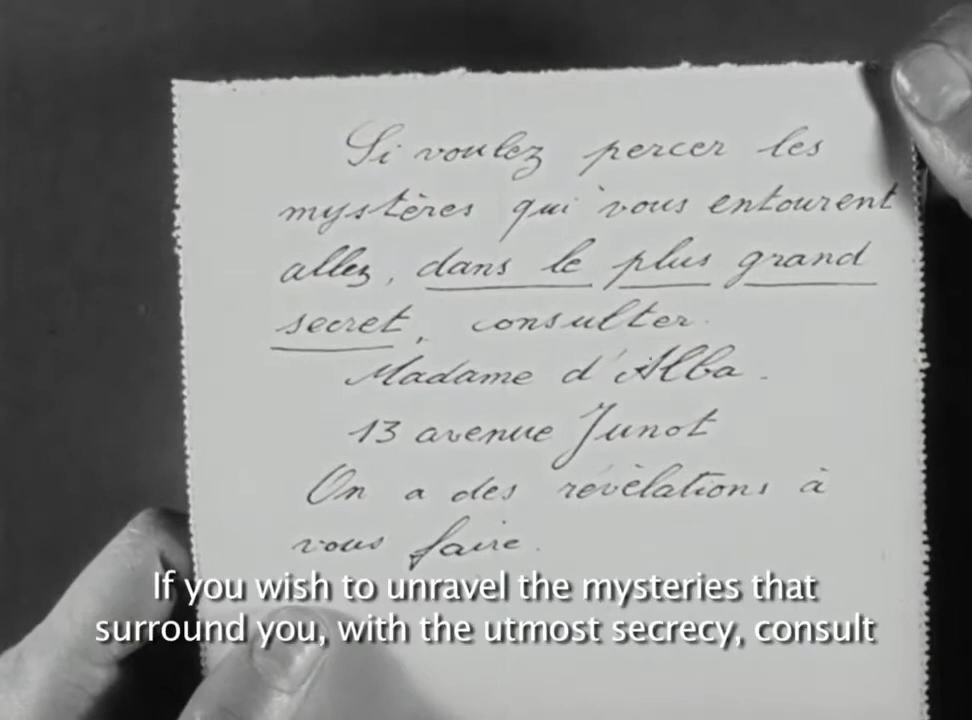 Si voulez percer les
mystères qui vous entourent
allez, dans le plus grand
secret, consulter.
Madame d'Alba.
13 avenue Junot
On a des révèlations à
vous faire.
If you wish to unravel the mysteries that
surround you, with the utmost secrecy, consult